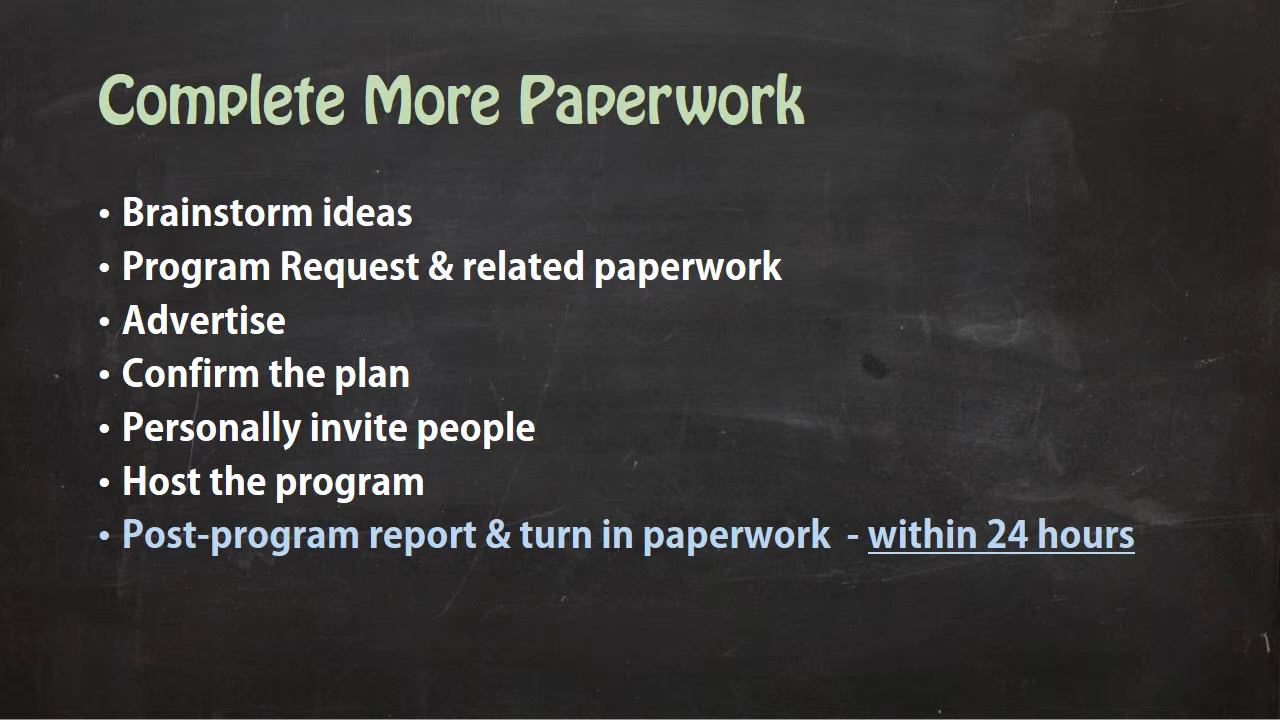 Complete More Paperwork
• Brainstorm ideas
• Program Request & related paperwork
• Advertise
• Confirm the plan
• Personally invite people
• Host the program
• Post-program report & turn in paperwork - within 24 hours